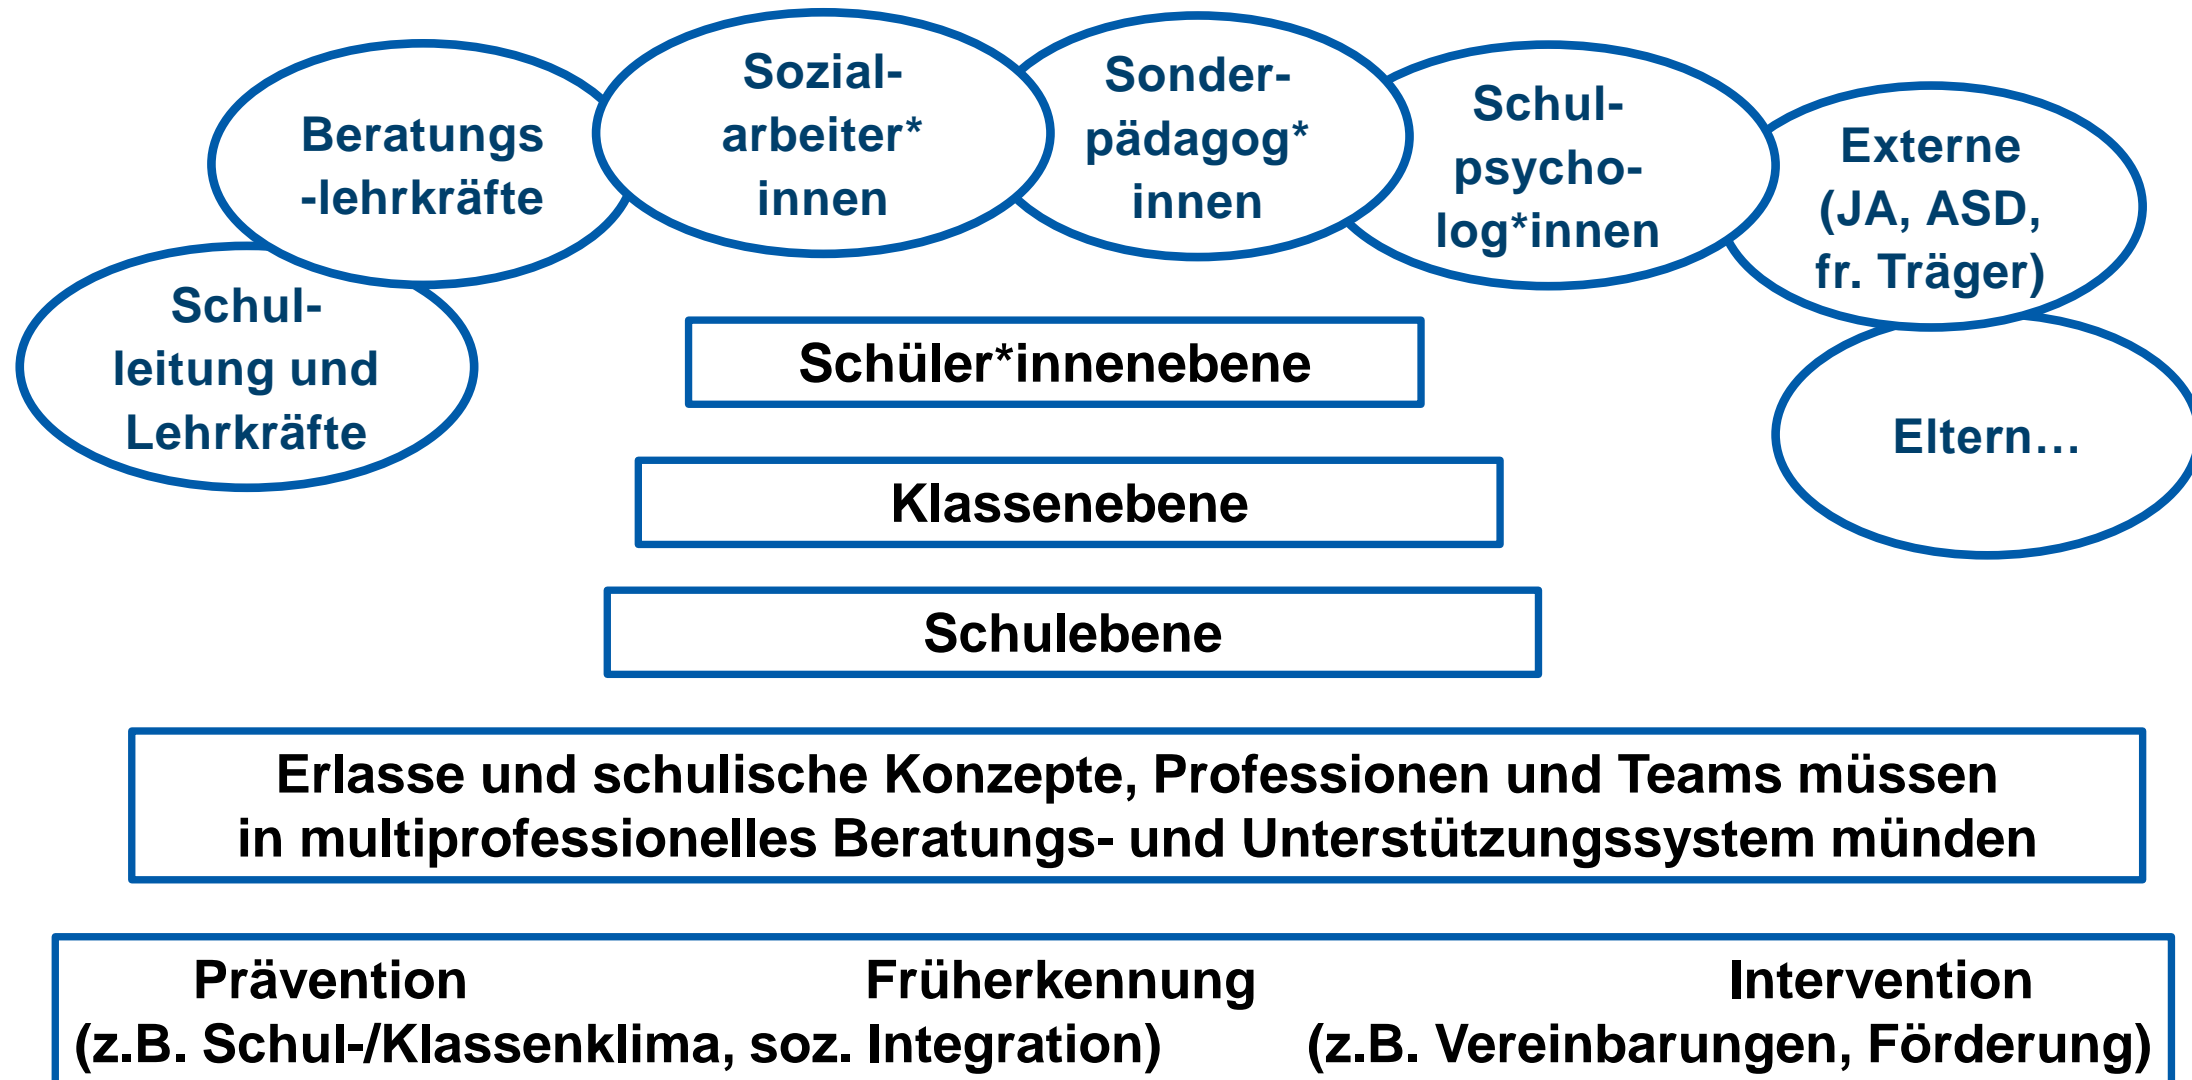 Schul-
leitung und
Lehrkräfte
Beratungs
-lehrkräfte
Sozial-
arbeiter*
innen
Sonder-
pädagog*
innen
Schul-
psycho-
log*innen
Externe
(JA, ASD,
fr. Träger)
Eltern…
Schüler*innenebene
Klassenebene
Schulebene
Erlasse und schulische Konzepte, Professionen und Teams müssen
in multiprofessionelles Beratungs- und Unterstützungssystem münden
Prävention Früherkennung Intervention
(z.B. Schul-/Klassenklima, soz. Integration) (z.B. Vereinbarungen, Förderung)